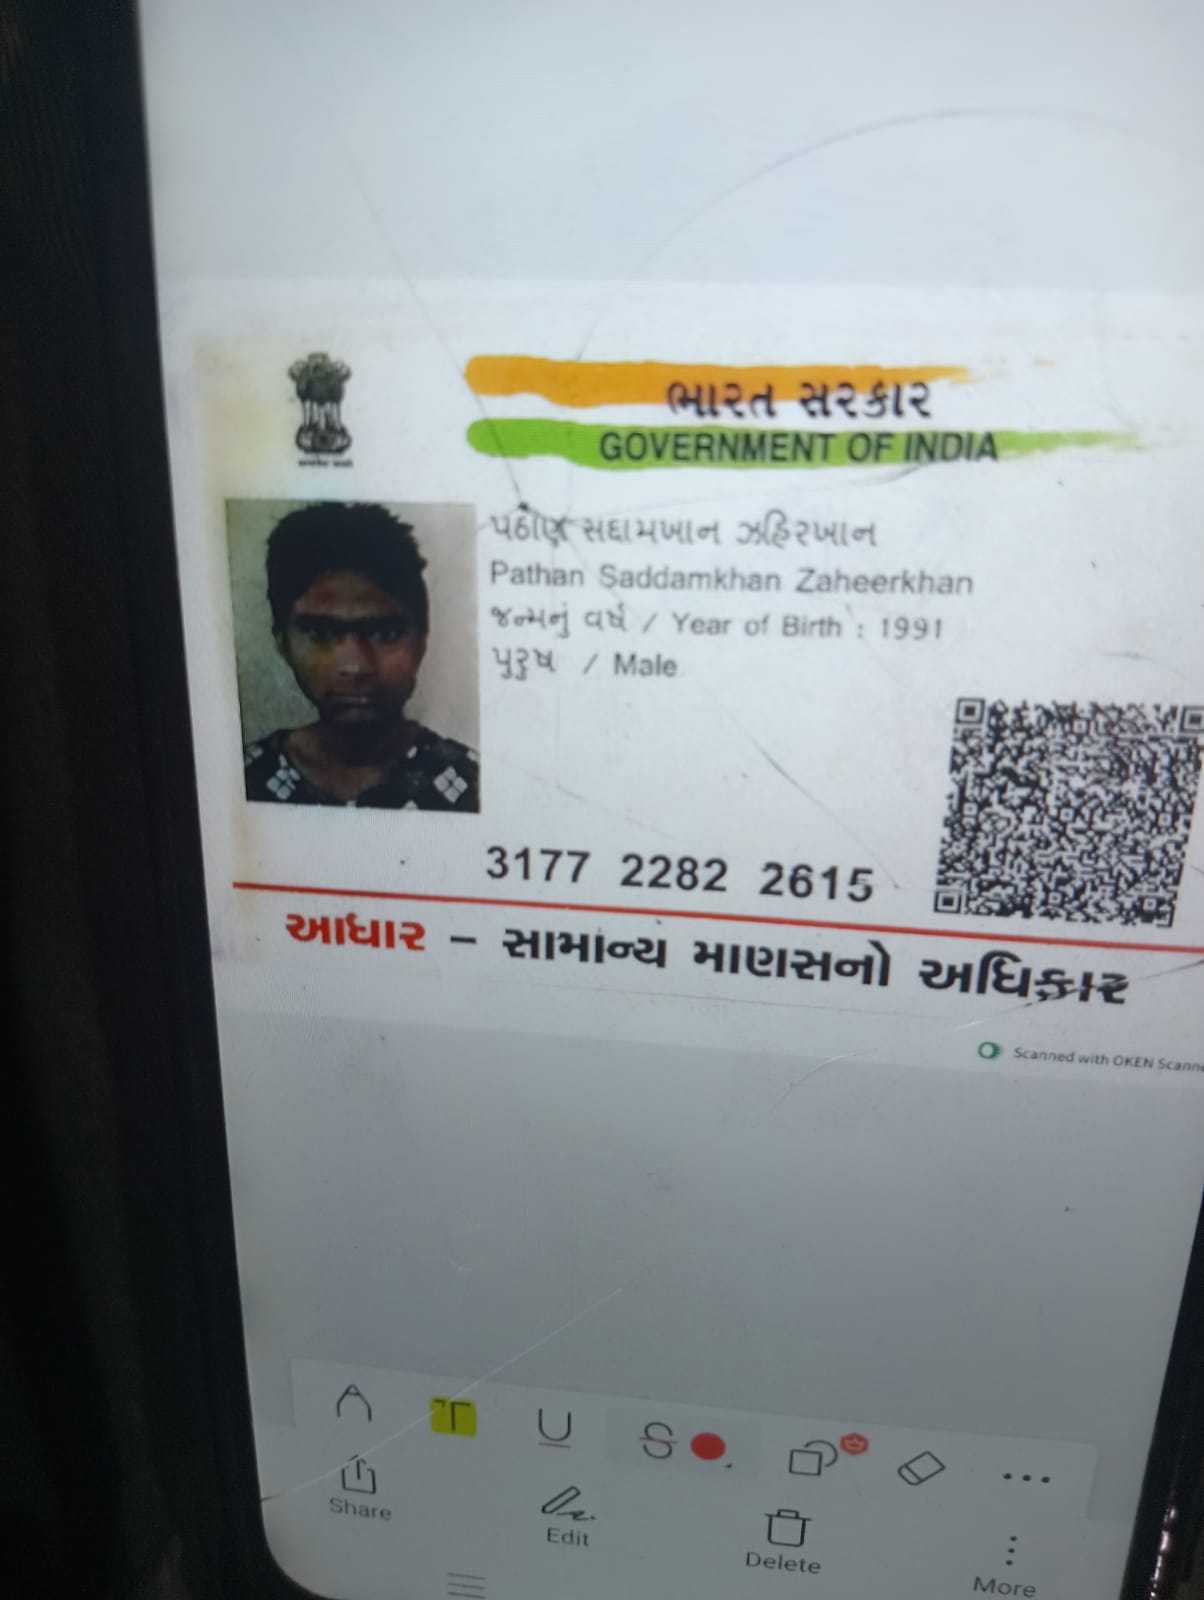 ભારત સરકાર
GOVERNMENT OF INDIA
પઠાણ સદ્દામખાન ઝહિરખાન
Pathan Saddamkhan Zaheerkhan
જન્મનું વર્ષ / Year of Birth : 1991
પુરુષ / Male
3177 2282 2615
આધાર – સામાન્ય માણસનો અધિકાર
Scanned with OKEN
T U S
Share Edit Delete More